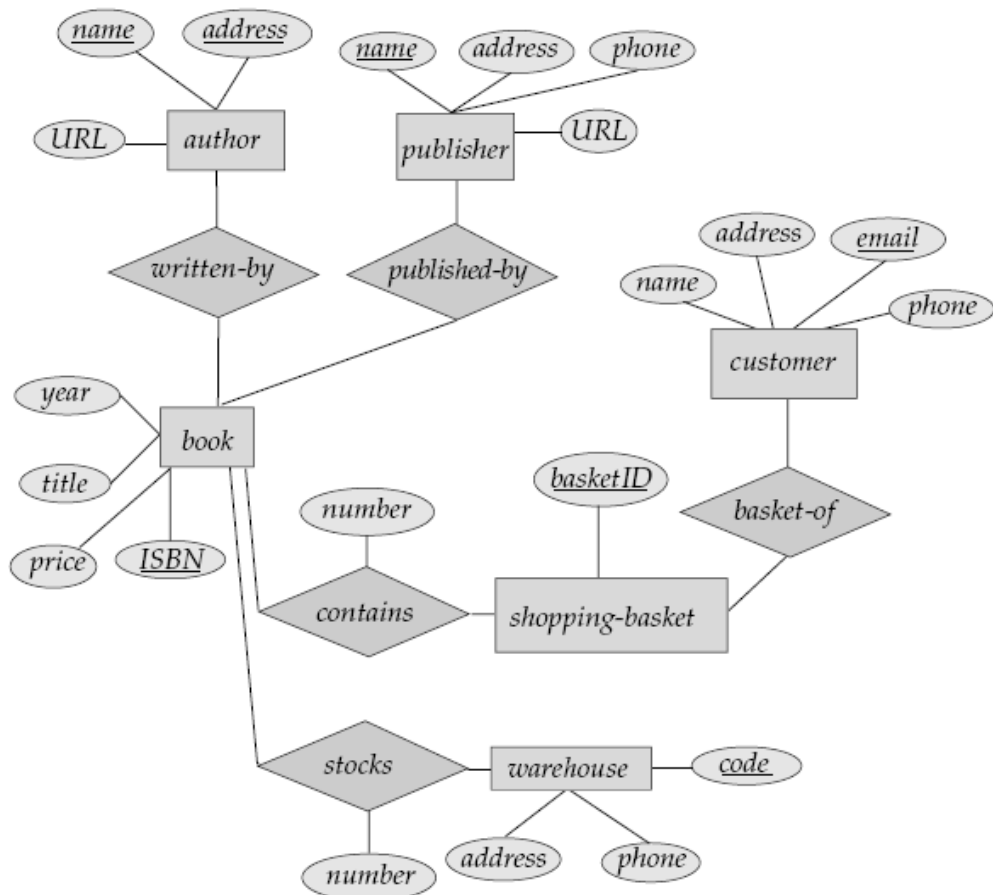 name
address
name
address
phone
URL
author
publisher
URL
written-by
published-by
address
email
name
phone
customer
year
book
title
price
ISBN
number
basketID
basket-of
contains
shopping-basket
stocks
warehouse
code
number
address
phone